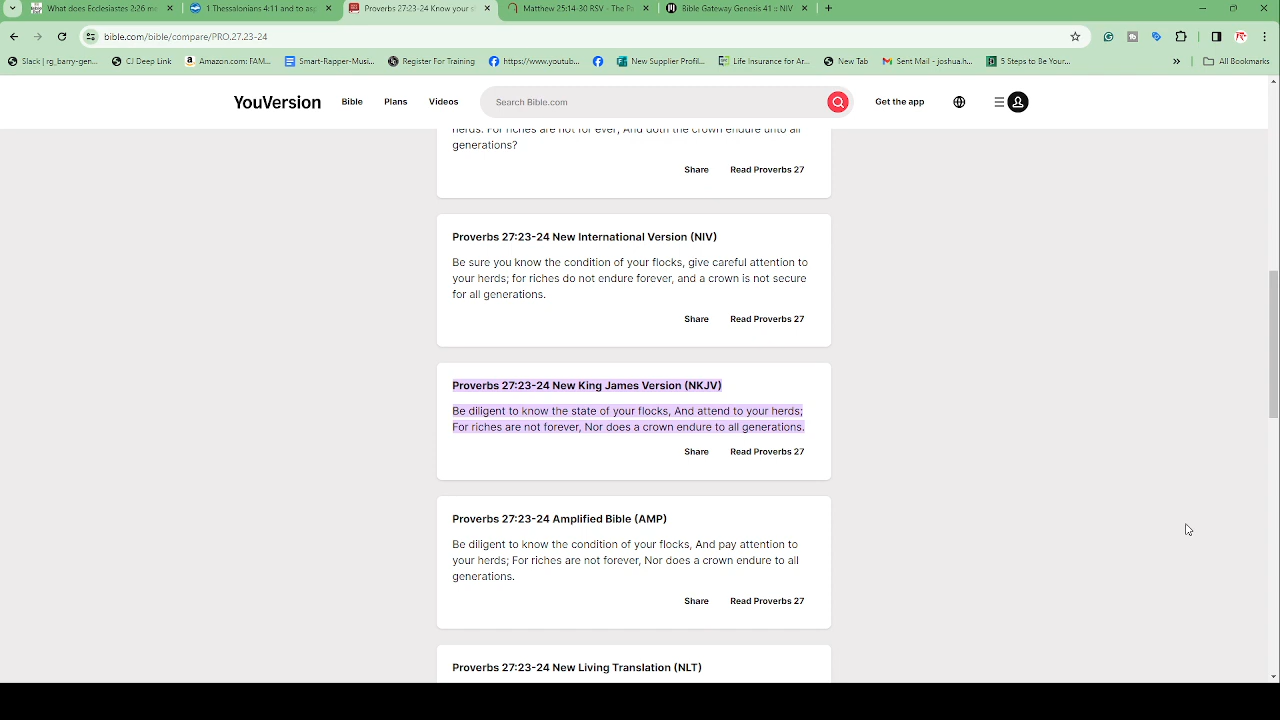 What does Ecclesiastes 2:26 me
1 Thessalonians 4:11 and to asp
Proverbs 27:23-24 Know your s
Matthew 25:14-30 RSV - The Pa
Bible Gateway Genesis 41 :: NIV
bible.com/bible/compare/PRO.27.23-24
Slack | rg_barry-gen...
CJ Deep Link
Amazon.com: FAM...
Smart-Rapper-Musi...
Register For Training
https://www.youtub...
New Supplier Profil...
Life Insurance for Ar...
New Tab
Sent Mail - joshua.h...
5 Steps to Be Your...
»
All Bookmarks
YouVersion
Bible
Plans
Videos
Search Bible.com
Get the app
herds. For riches are not for ever; And doth the crown endure unto all
generations?
Share Read Proverbs 27
Proverbs 27:23-24 New International Version (NIV)
Be sure you know the condition of your flocks, give careful attention to
your herds; for riches do not endure forever, and a crown is not secure
for all generations.
Share Read Proverbs 27
Proverbs 27:23-24 New King James Version (NKJV)
Be diligent to know the state of your flocks, And attend to your herds;
For riches are not forever, Nor does a crown endure to all generations.
Share Read Proverbs 27
Proverbs 27:23-24 Amplified Bible (AMP)
Be diligent to know the condition of your flocks, And pay attention to
your herds; For riches are not forever, Nor does a crown endure to all
generations.
Share Read Proverbs 27
Proverbs 27:23-24 New Living Translation (NLT)